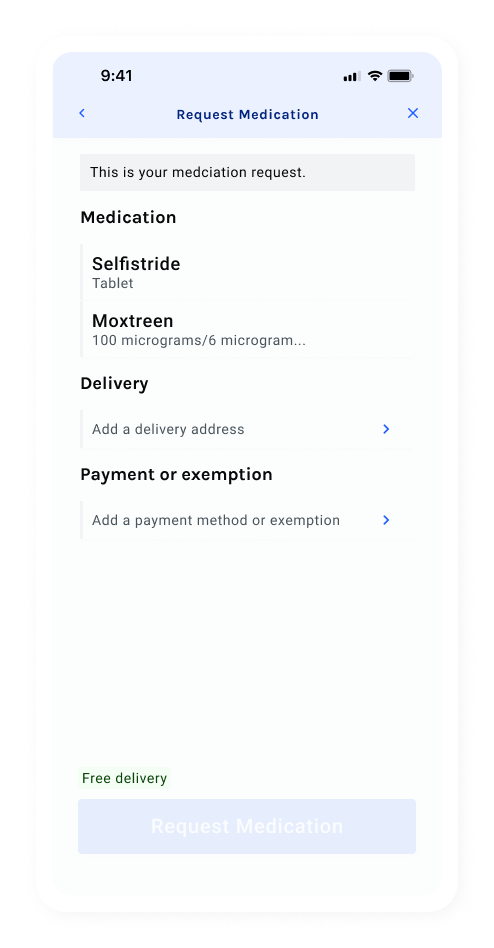 9:41
Request Medication
This is your medciation request.
Medication
Selfistride
Tablet
Moxtreen
100 micrograms/6 microgram...
Delivery
Add a delivery address
Payment or exemption
Add a payment method or exemption
Free delivery
Request Medication